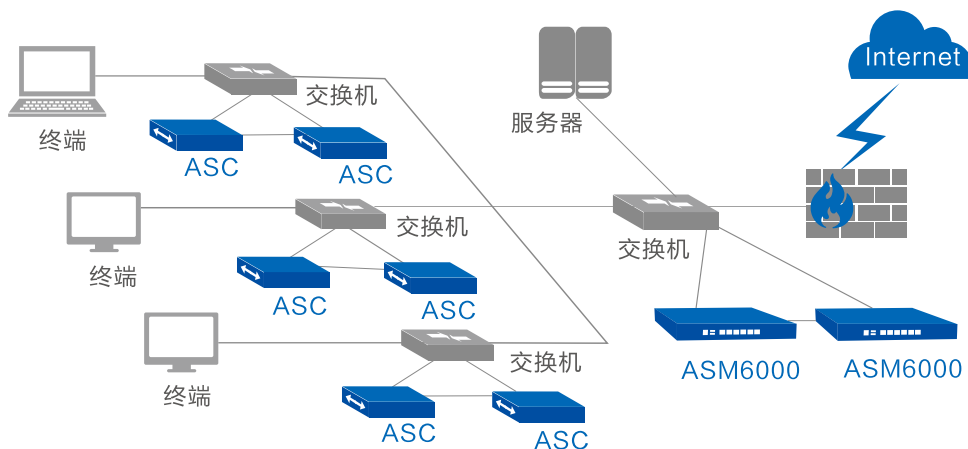 Internet
交换机
终端
ASC
ASC
服务器
终端
交换机
交换机
ASC
ASC
终端
交换机
ASM6000
ASM6000
ASC
ASC